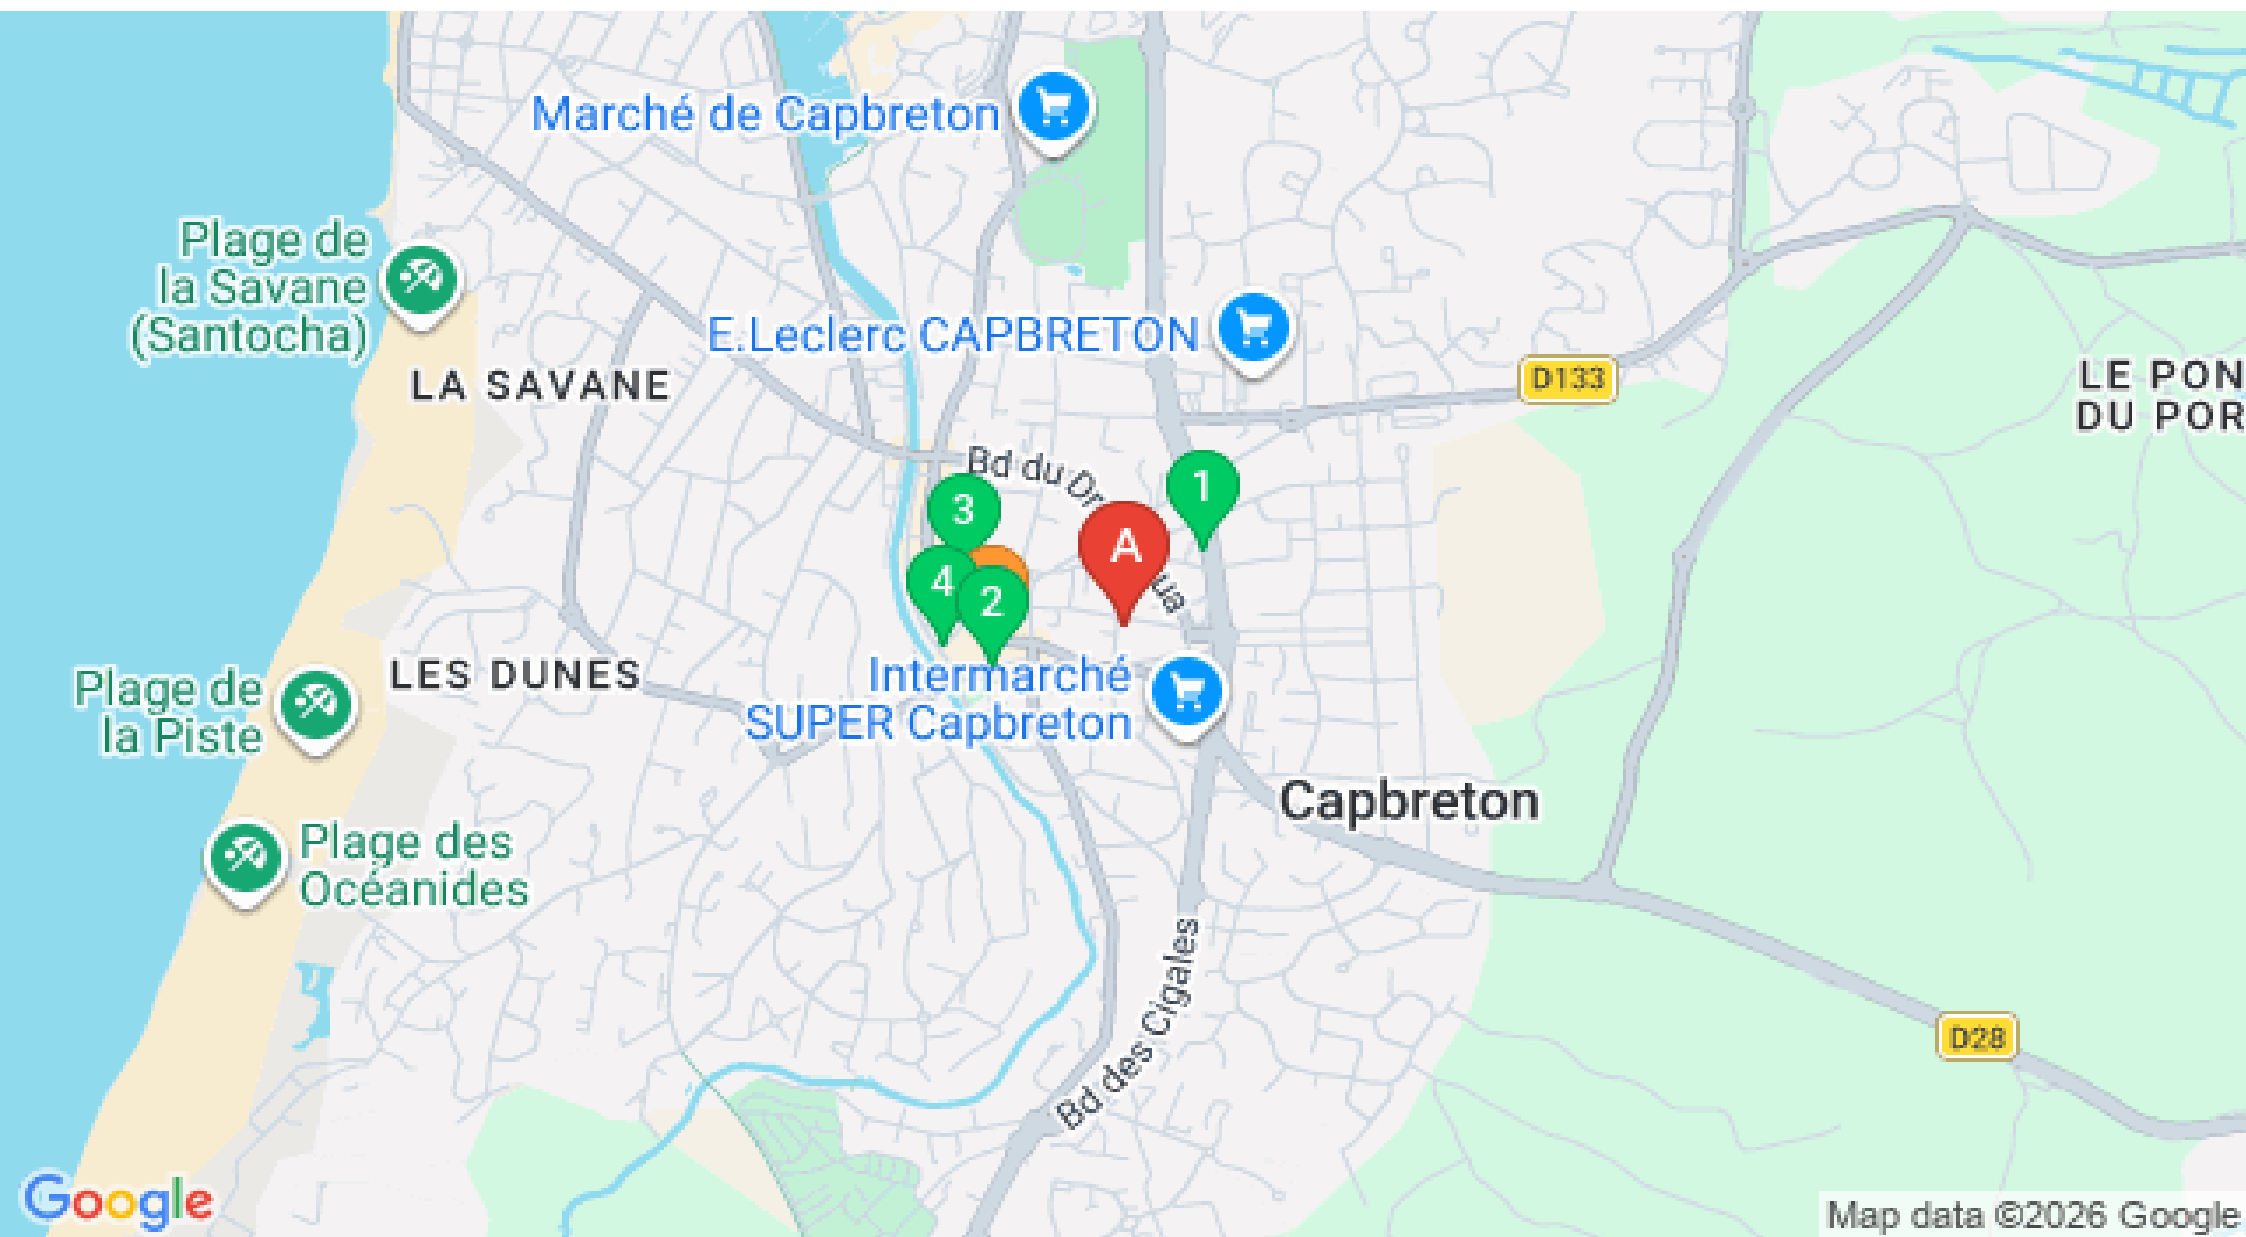 Marché de Capbreton
Plage de
la Savane
(Santocha)
E.Leclerc CAPBRETON
LA SAVANE
D133
LE PON
DU POR
Bd du
1
3
A
4
2
LES DUNES
Intermarché
SUPER Capbreton
Plage de
la Piste
Capbreton
Plage des
Océanides
Bd des Cigales
D28
Google
Map data ©2026 Google